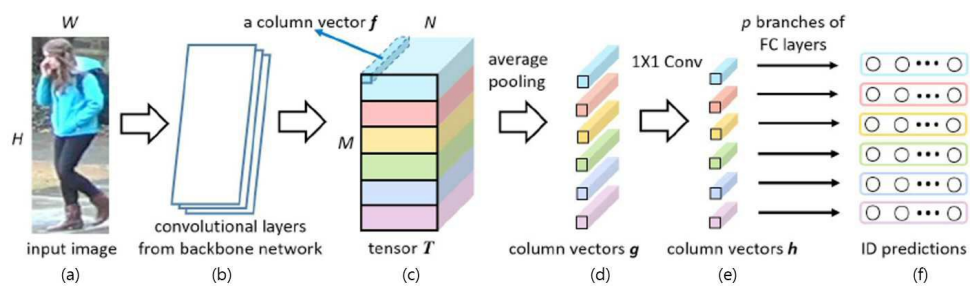 W
a column vector f
N
p branches of
FC layers
average
pooling
1X1 Conv
H
M
input image
convolutional layers
from backbone network
tensor T
column vectors g
column vectors h
ID predictions
(a)
(b)
(c)
(d)
(e)
(f)